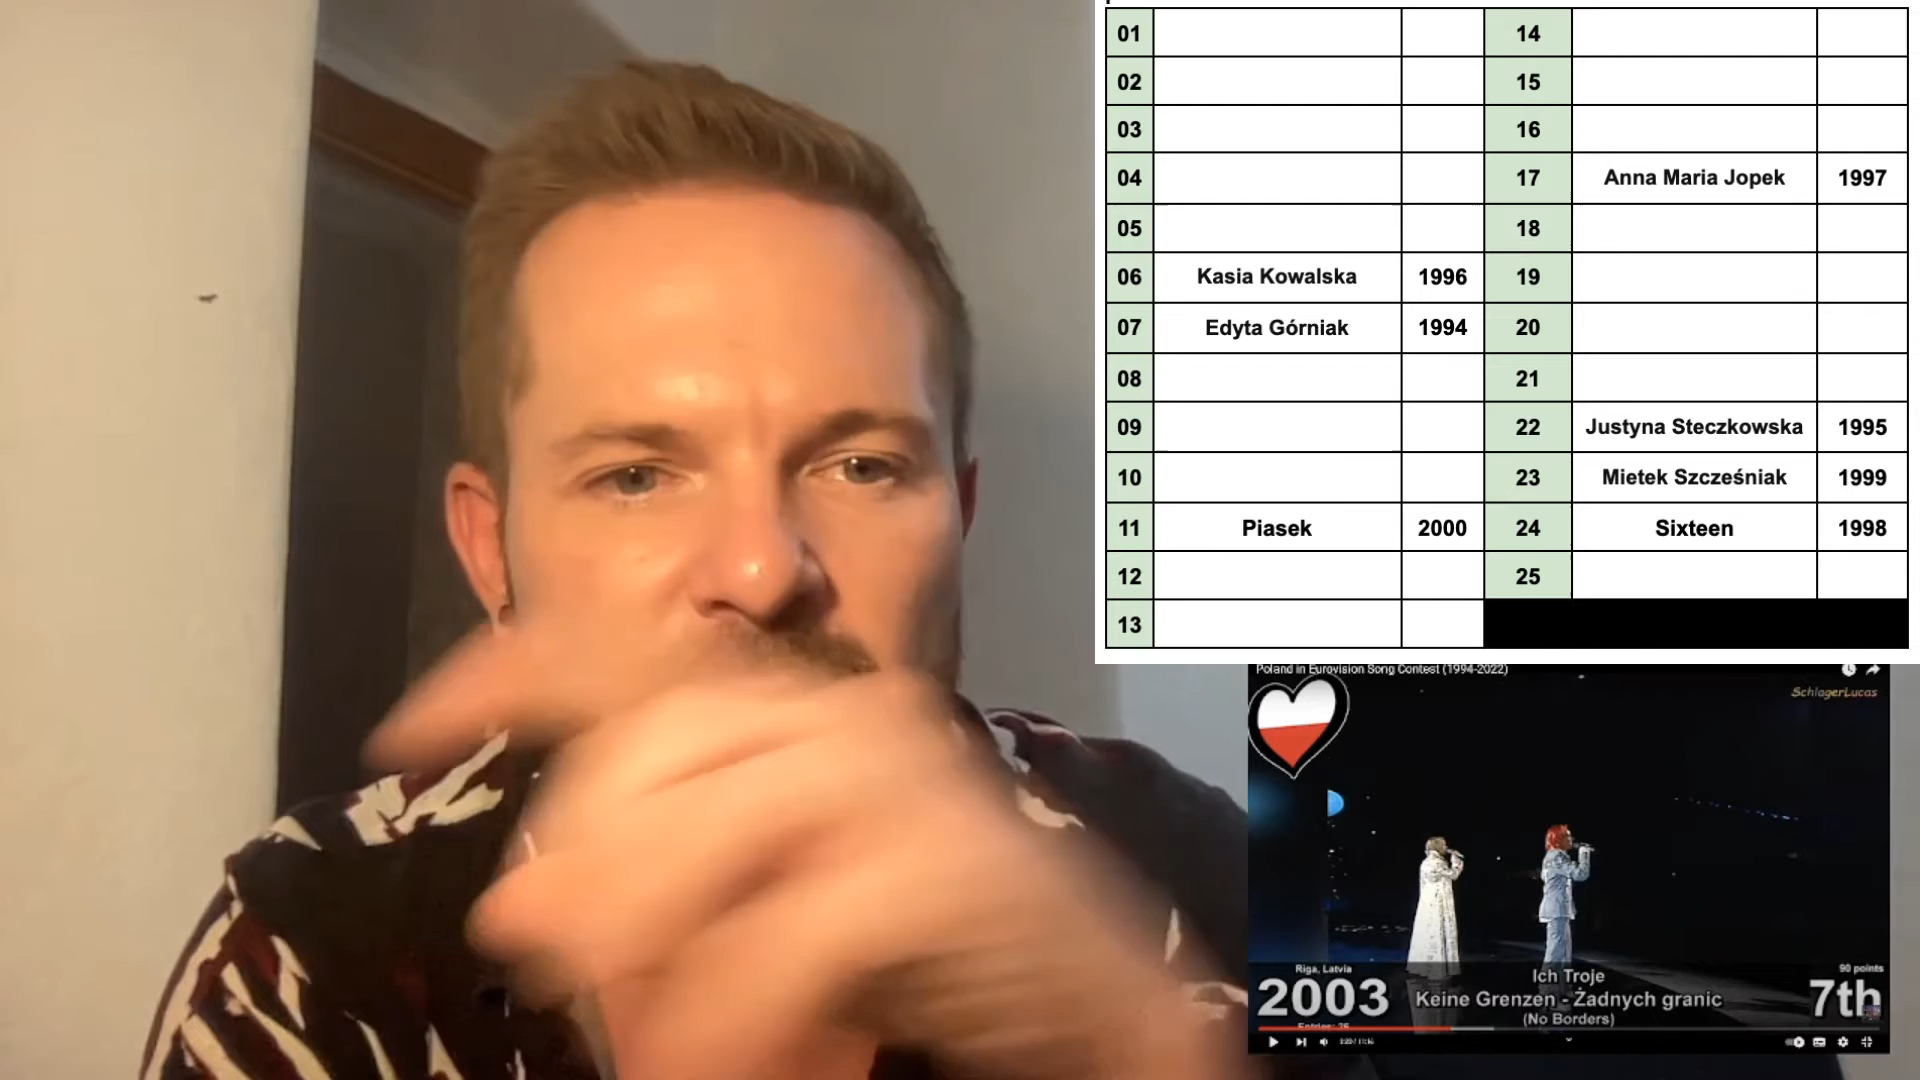 01 14
02 15
03 16
04 17 Anna Maria Jopek 1997
05 18
06 Kasia Kowalska 1996 19
07 Edyta Górniak 1994 20
08 21
09 22 Justyna Steczkowska 1995
10 23 Mietek Szcześniak 1999
11 Piasek 2000 24 Sixteen 1998
12 25
13
Poland in Eurovision Song Contest (1994-2022)
SchlagerLucas
Riga, Latvia
2003
Entries: 26
Ich Troje
Keine Grenzen - Żadnych granic
(No Borders)
90 points
7th